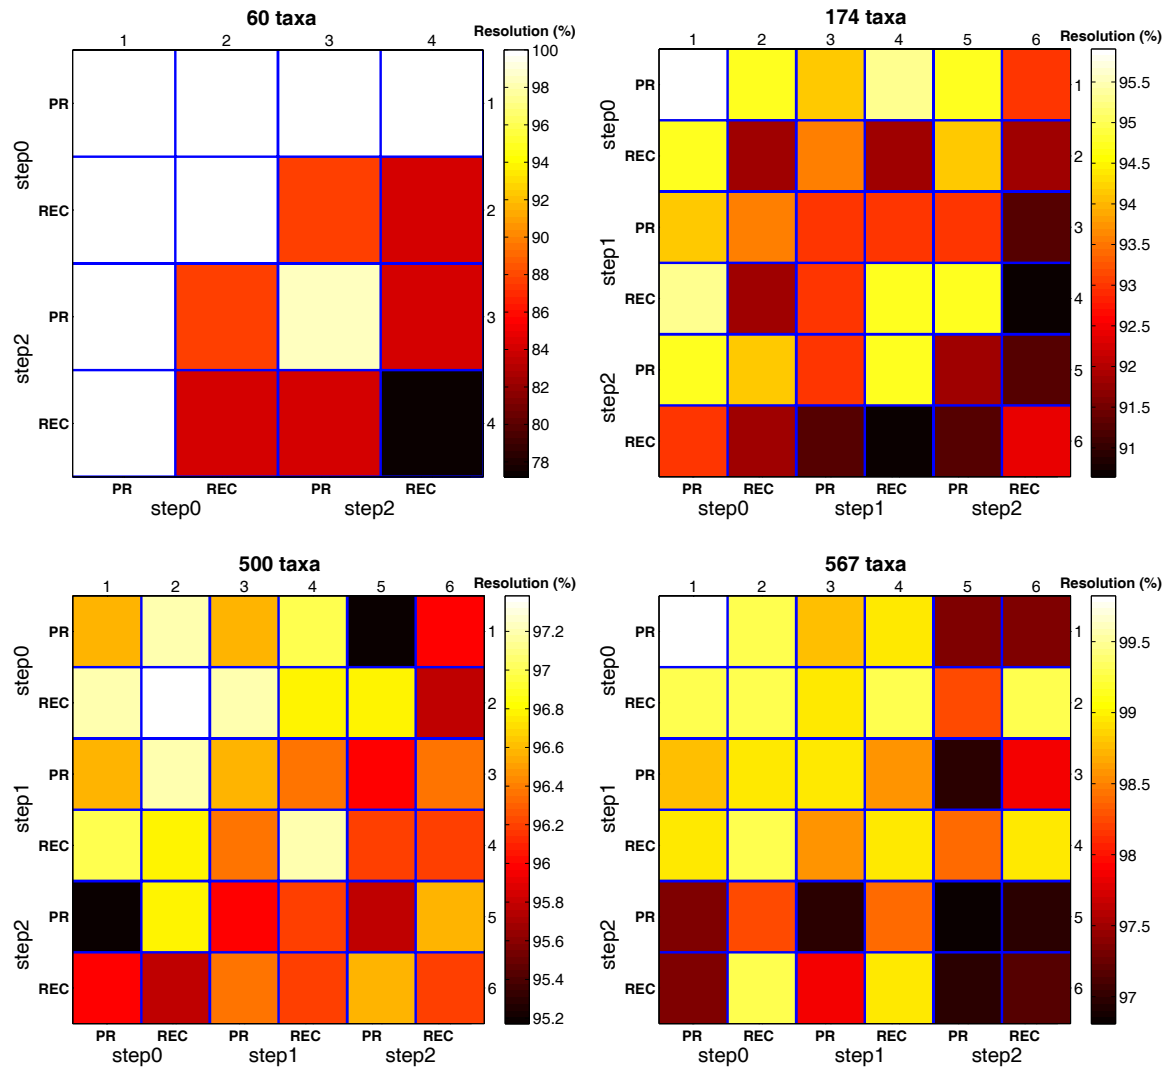 60 taxa
1 2 3 4 Resolution (%)
PR 1 100
98
96
step0 94
REC 2 92
90
88
PR 3 86
step2 84
82
REC 4 80
78
PR REC PR REC
step0 step2
174 taxa
1 2 3 4 5 6 Resolution (%)
PR 1 95.5
step0 95
REC 2 94.5
PR 3 94
step1 93.5
REC 4 93
92.5
PR 5 92
step2 91.5
REC 6 91
PR REC PR REC PR REC
step0 step1 step2
500 taxa
1 2 3 4 5 6 Resolution (%)
PR 1 97.2
step0 97
REC 2 96.8
PR 3 96.6
step1 96.4
REC 4 96.2
96
PR 5 95.8
step2 95.6
REC 6 95.4
95.2
PR REC PR REC PR REC
step0 step1 step2
567 taxa
1 2 3 4 5 6 Resolution (%)
PR 1 99.5
step0
REC 2 99
PR 3 98.5
step1
REC 4 98
PR 5 97.5
step2
REC 6 97
PR REC PR REC PR REC
step0 step1 step2